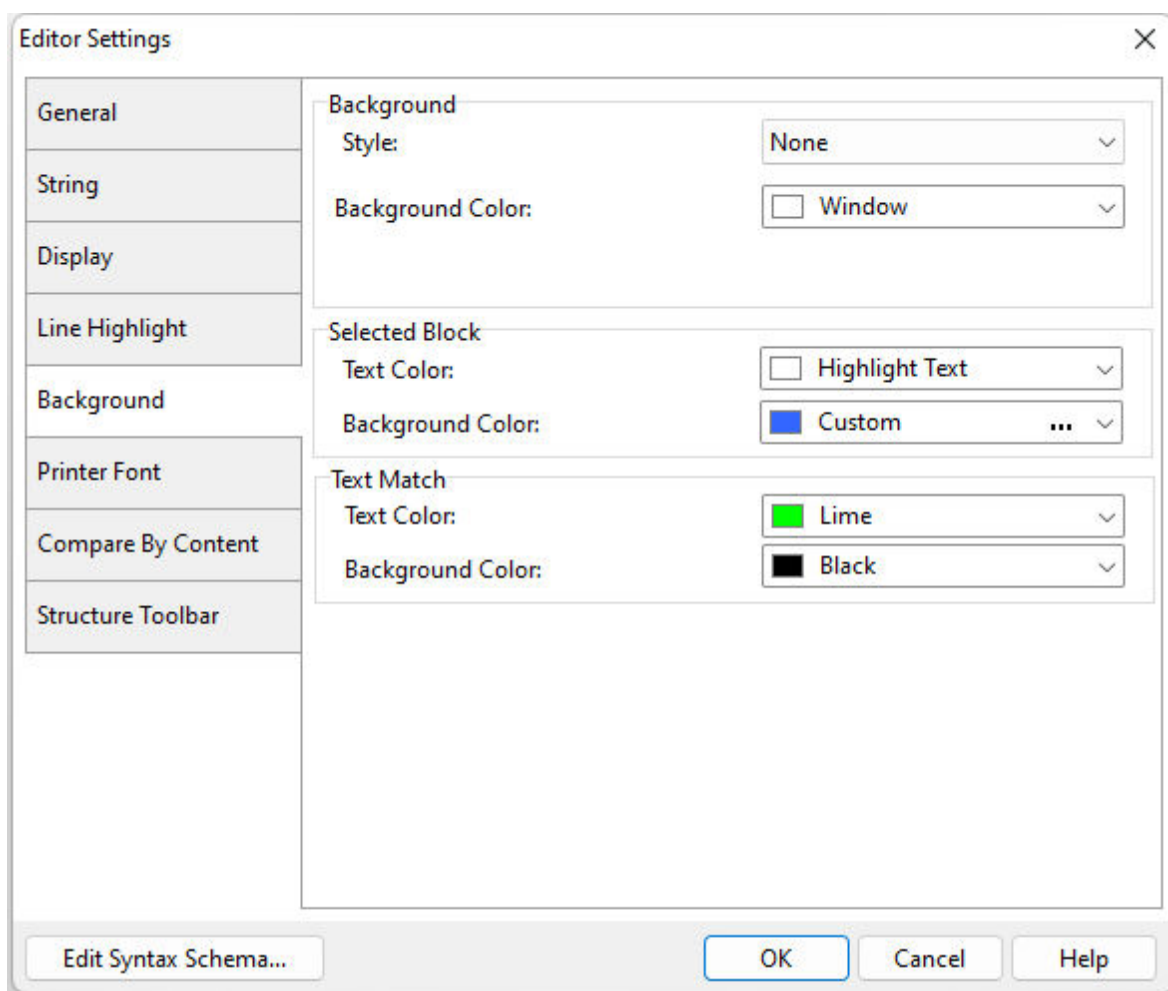 Editor Settings
General
String
Display
Line Highlight
Background
Printer Font
Compare By Content
Structure Toolbar
Background
Style: None
Background Color: Window
Selected Block
Text Color: Highlight Text
Background Color: Custom ...
Text Match
Text Color: Lime
Background Color: Black
Edit Syntax Schema... OK Cancel Help